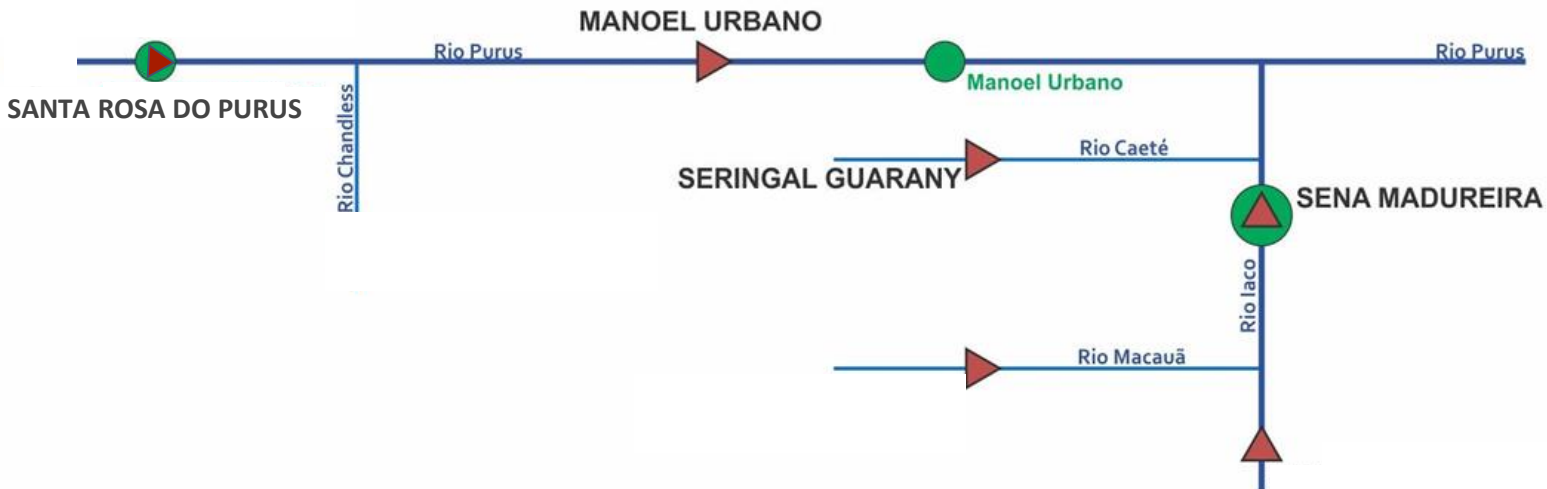 MANOEL URBANO
Rio Purus
Rio Purus
Manoel Urbano
SANTA ROSA DO PURUS
Rio Chandless
Rio Caeté
SERINGAL GUARANY
SENA MADUREIRA
Rio Iaco
Rio Macauã